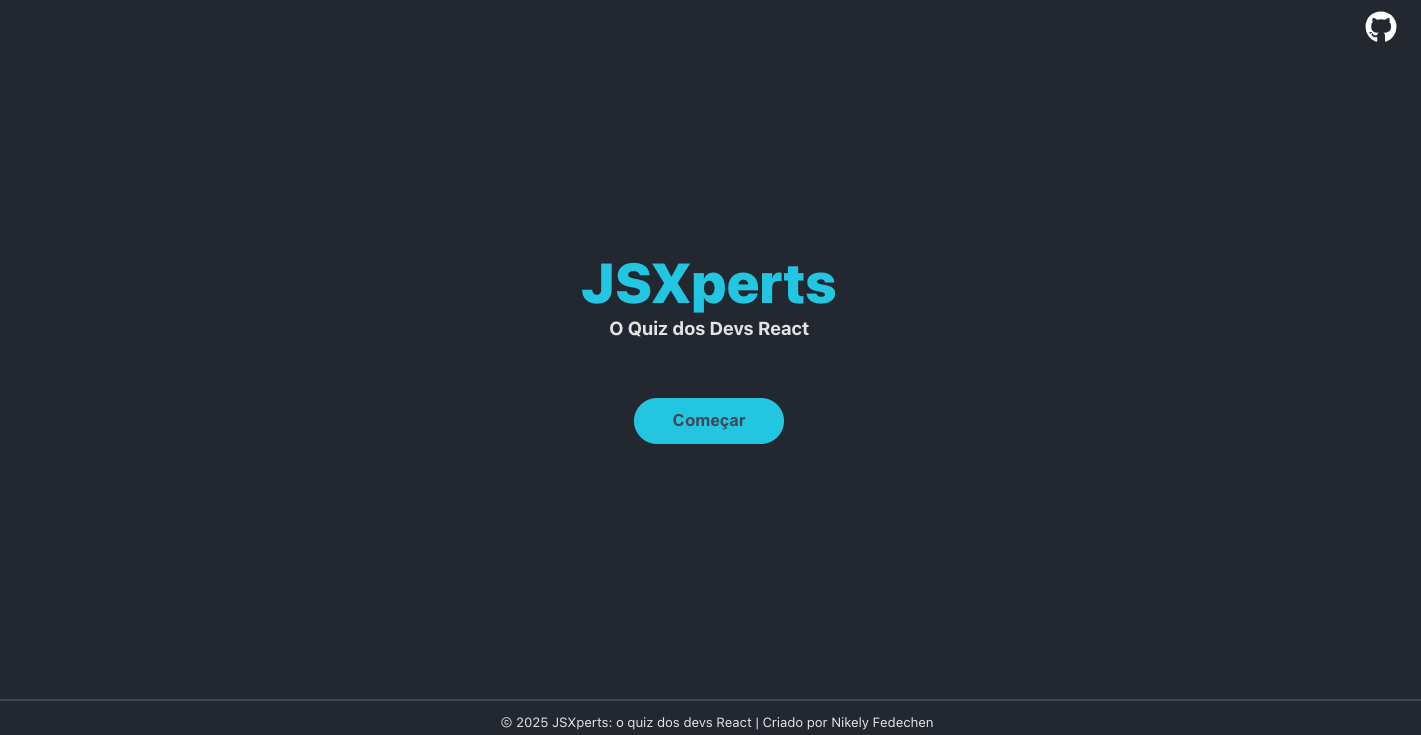 JSXperts
O Quiz dos Devs React
Começar
© 2025 JSXperts: o quiz dos devs React | Criado por Nikely Fedechen